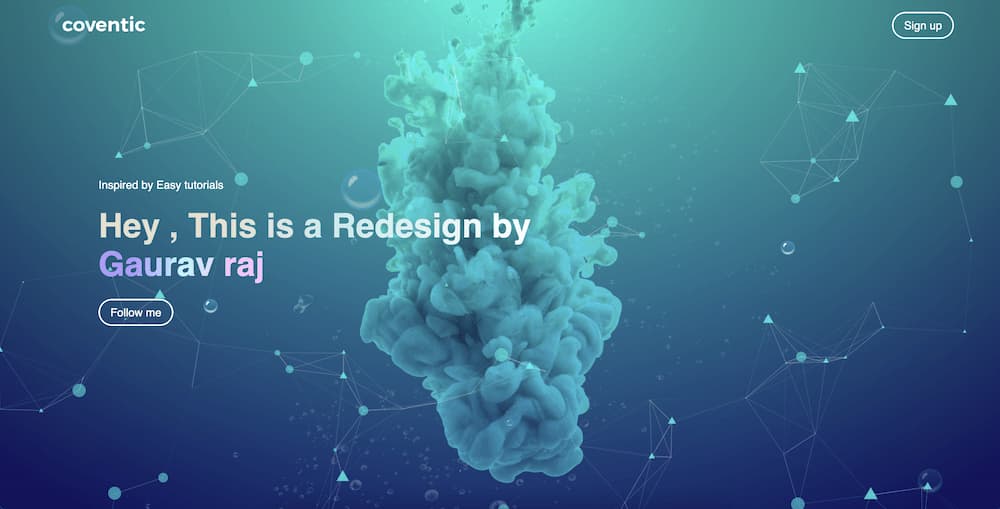 coventic
Sign up
Inspired by Easy tutorials
Hey , This is a Redesign by
Gaurav raj
Follow me